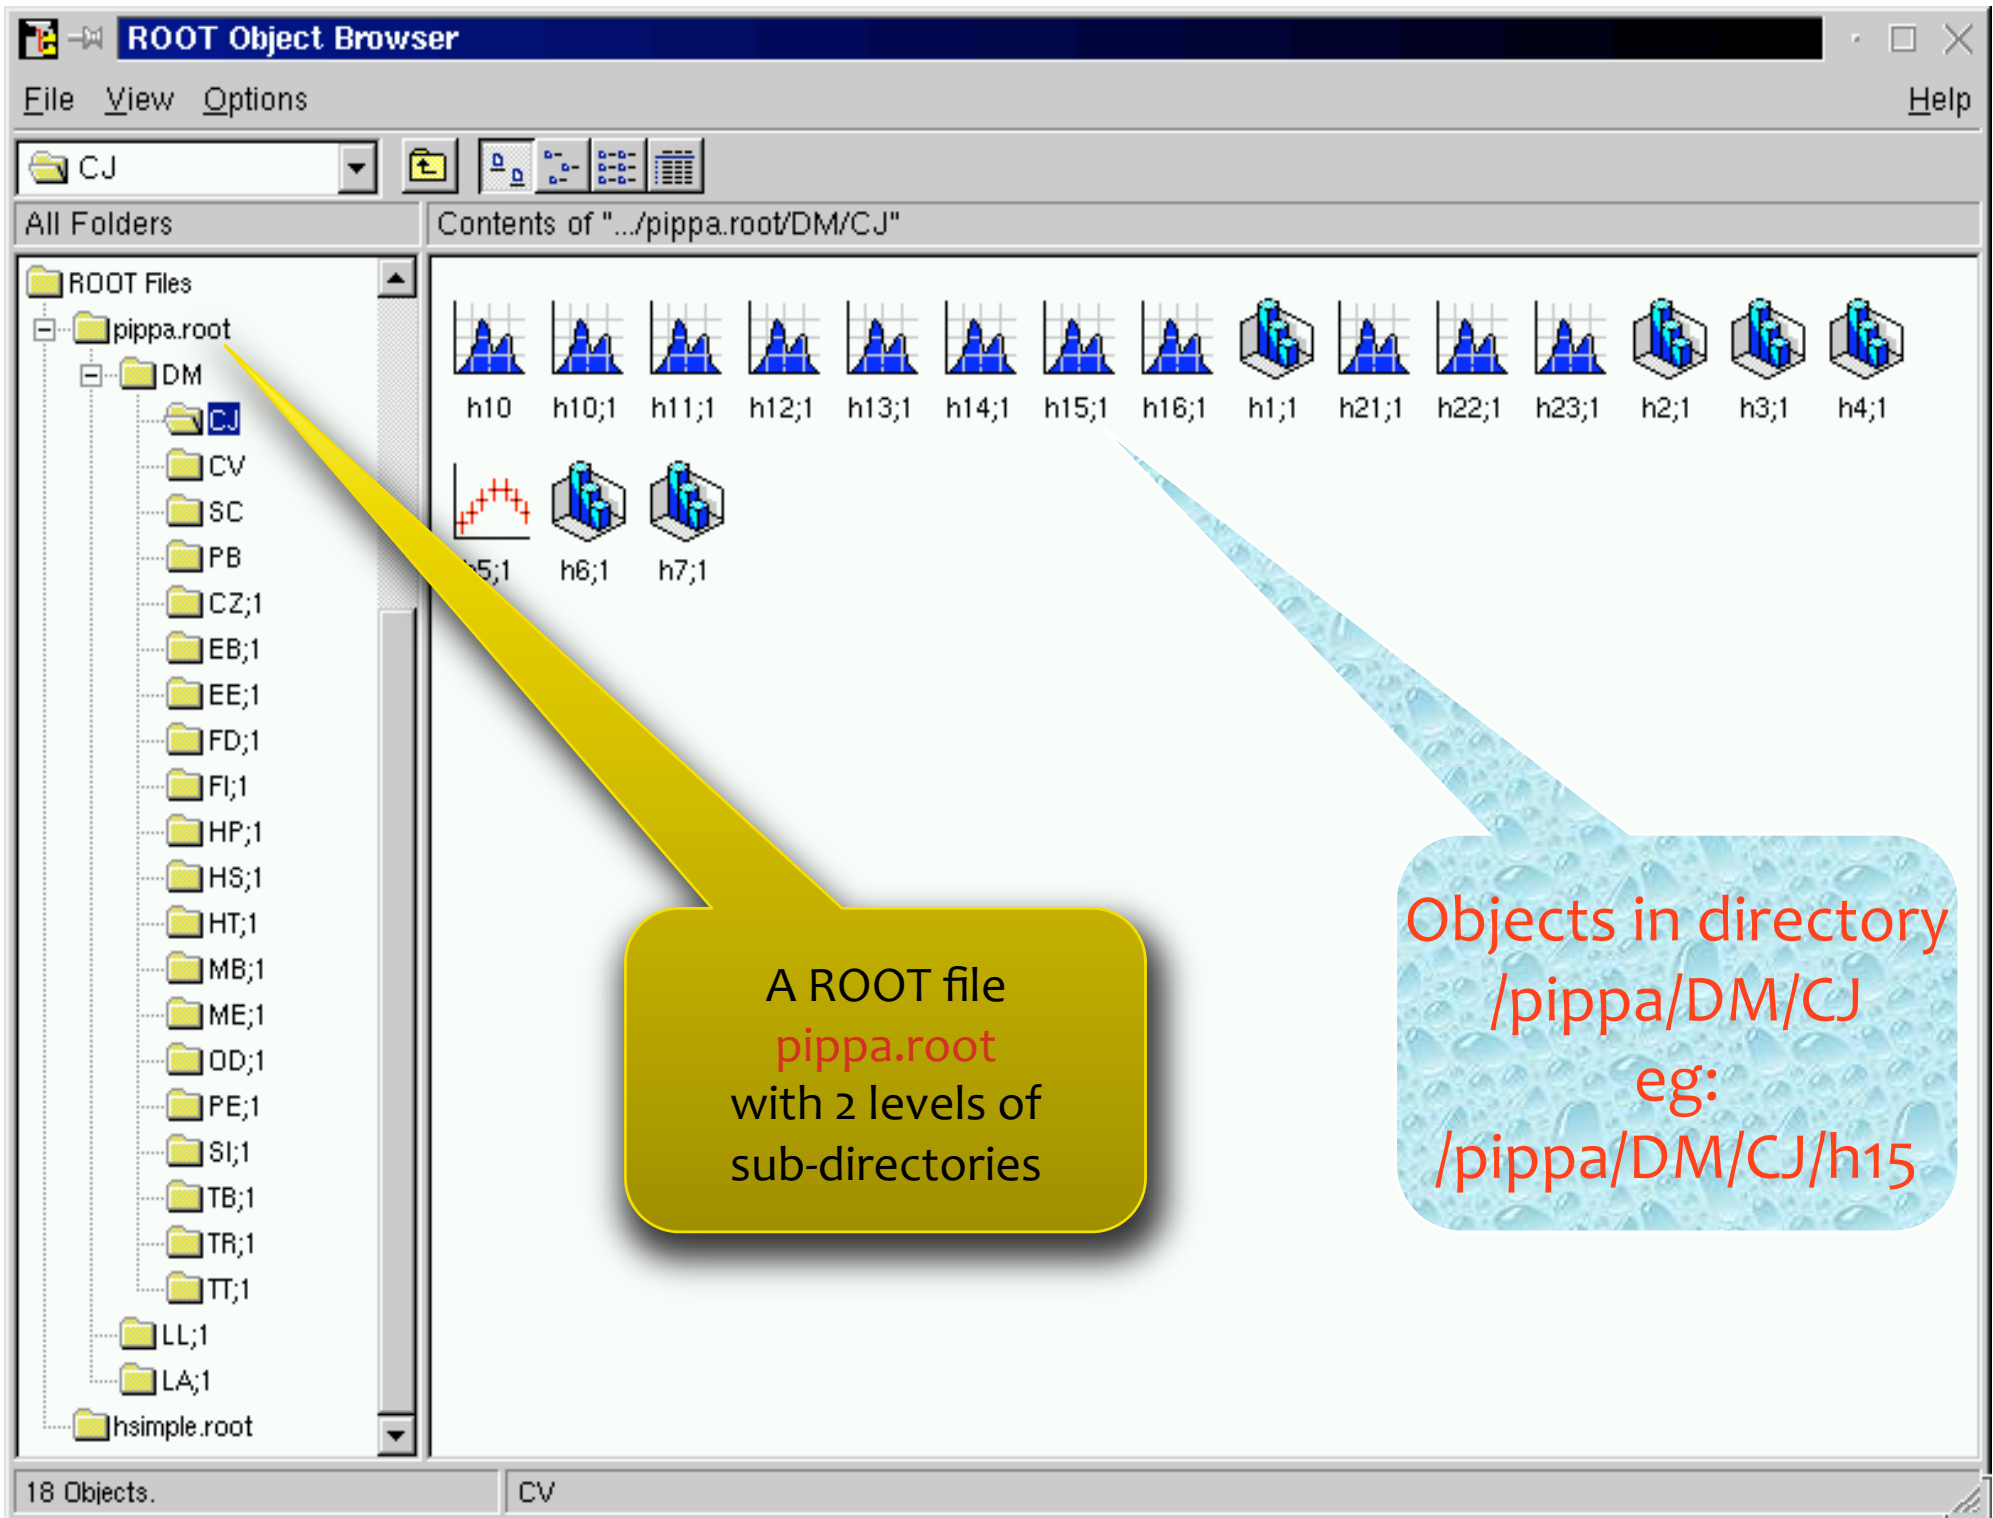 ROOT Object Browser
File View Options Help
CJ
All Folders
Contents of ".../pippa.root/DM/CJ"
ROOT Files
pippa.root
DM
CJ
CV
SC
PB
CZ;1
EB;1
EE;1
FD;1
FI;1
HP;1
HS;1
HT;1
MB;1
ME;1
OD;1
PE;1
SI;1
TB;1
TR;1
TT;1
LL;1
LA;1
hsimple.root
h10 h10;1 h11;1 h12;1 h13;1 h14;1 h15;1 h16;1 h1;1 h21;1 h22;1 h23;1 h2;1 h3;1 h4;1
h5;1 h6;1 h7;1
A ROOT file
pippa.root
with 2 levels of
sub-directories
Objects in directory
/pippa/DM/CJ
eg:
/pippa/DM/CJ/h15
18 Objects.
CV